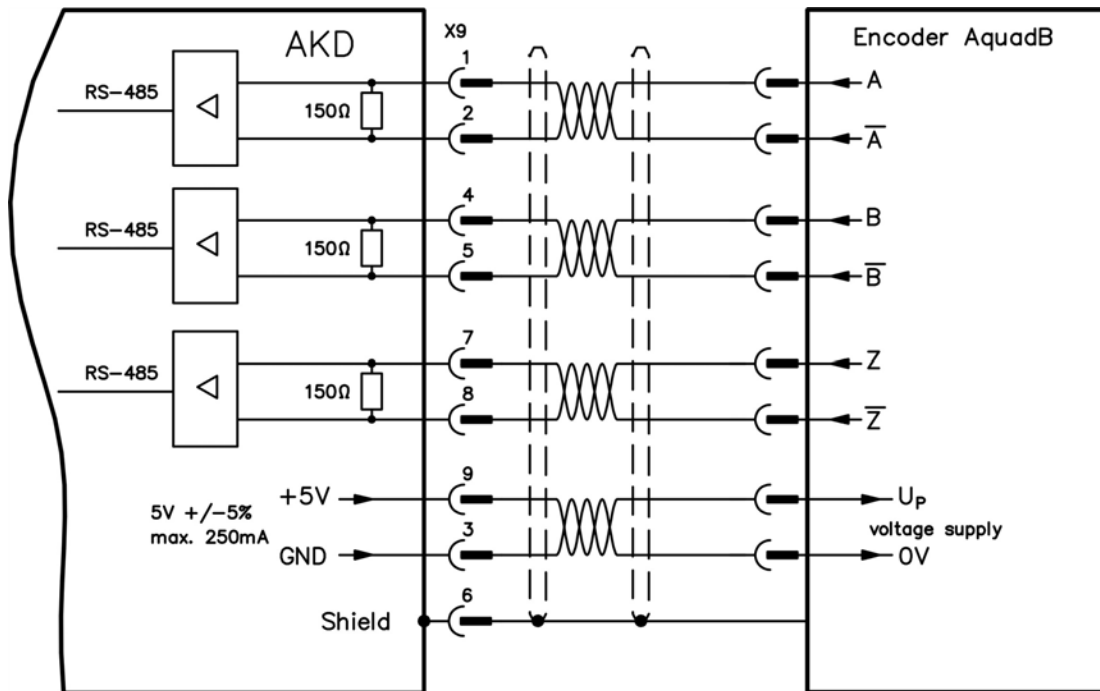 AKD
X9
Encoder AquadB
RS-485
150Ω
1
2
A
A̅
RS-485
150Ω
4
5
B
B̅
RS-485
150Ω
7
8
Z
Z̅
5V +/-5%
max. 250mA
+5V
GND
9
3
UP
voltage supply
0V
Shield
6